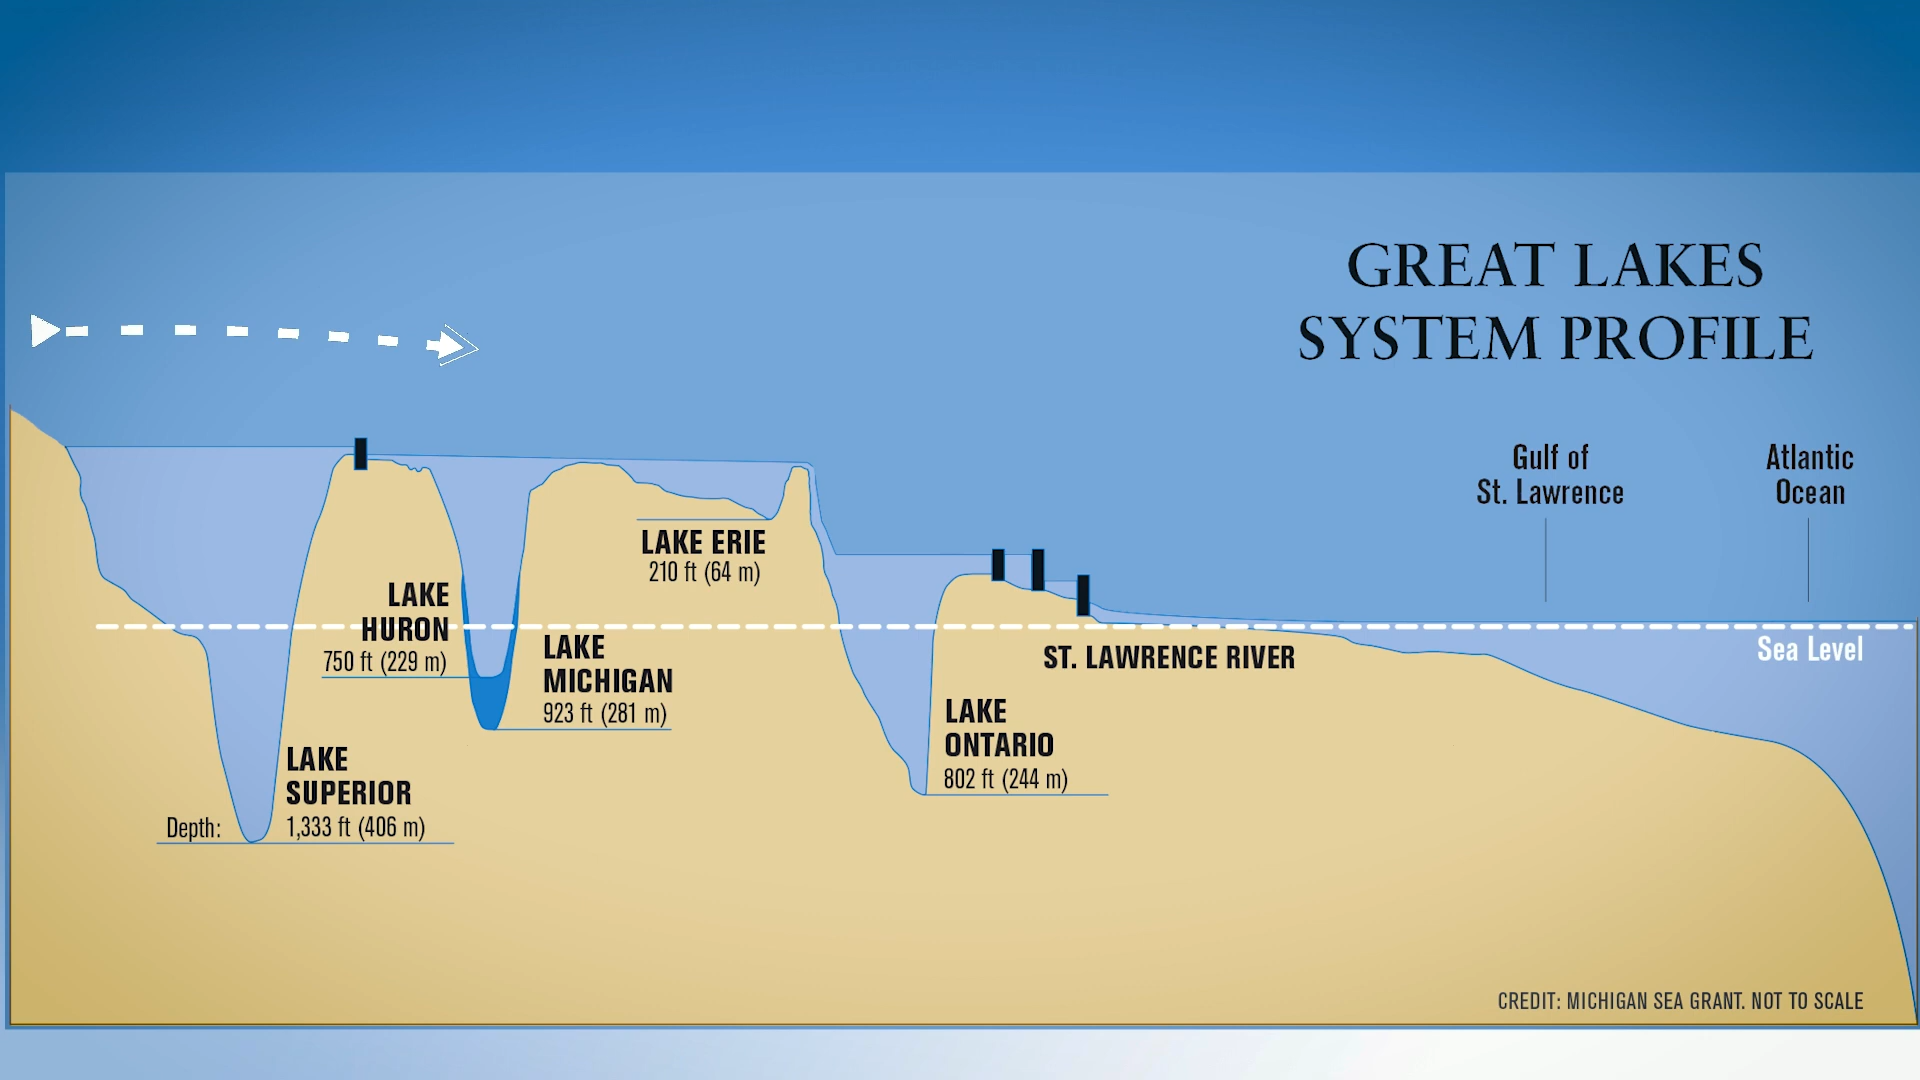 GREAT LAKES
SYSTEM PROFILE
Gulf of
St. Lawrence
Atlantic
Ocean
LAKE ERIE
210 ft (64 m)
LAKE
HURON
750 ft (229 m)
LAKE
MICHIGAN
923 ft (281 m)
Sea Level
ST. LAWRENCE RIVER
LAKE
ONTARIO
802 ft (244 m)
LAKE
SUPERIOR
Depth:
1,333 ft (406 m)
CREDIT: MICHIGAN SEA GRANT. NOT TO SCALE